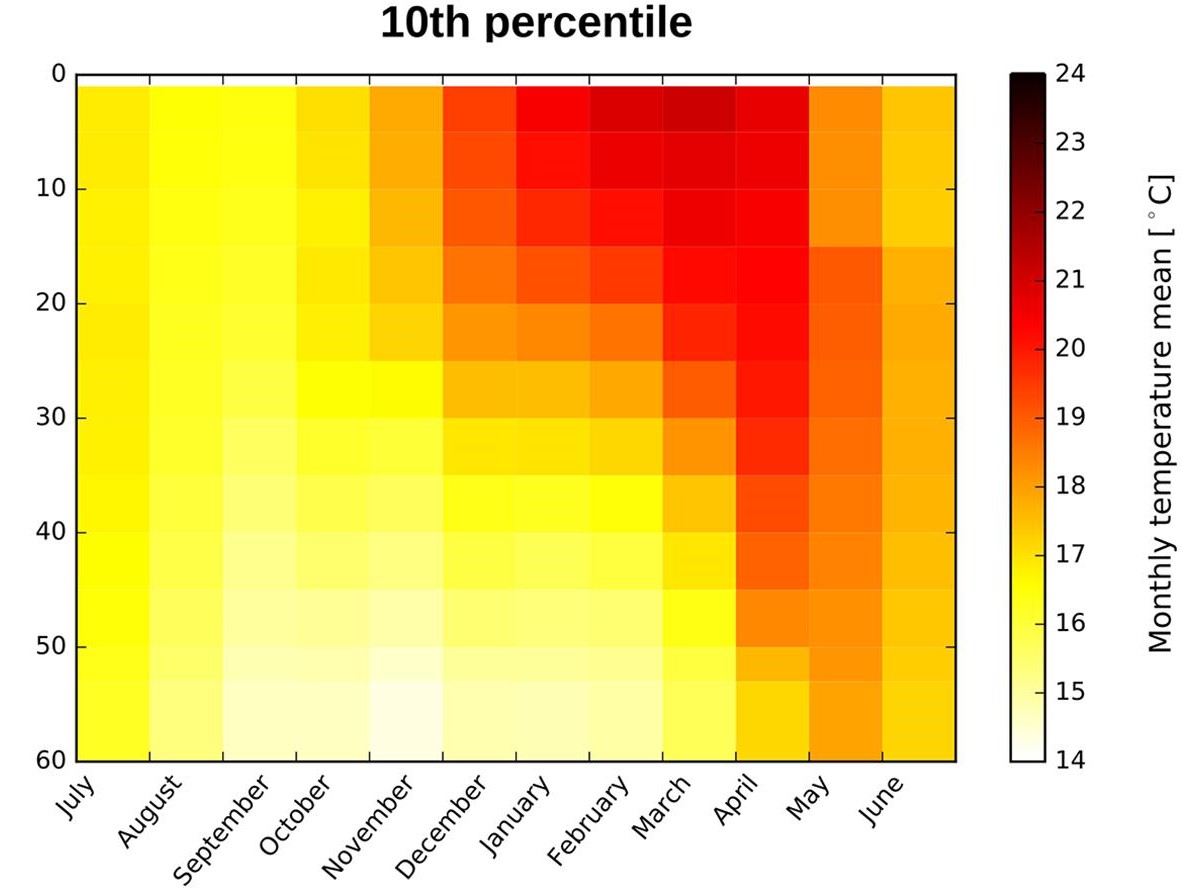 10th percentile
0
10
20
30
40
50
60
July
August
September
October
November
December
January
February
March
April
May
June
24
23
22
21
20
19
18
17
16
15
14
Monthly temperature mean [°C]